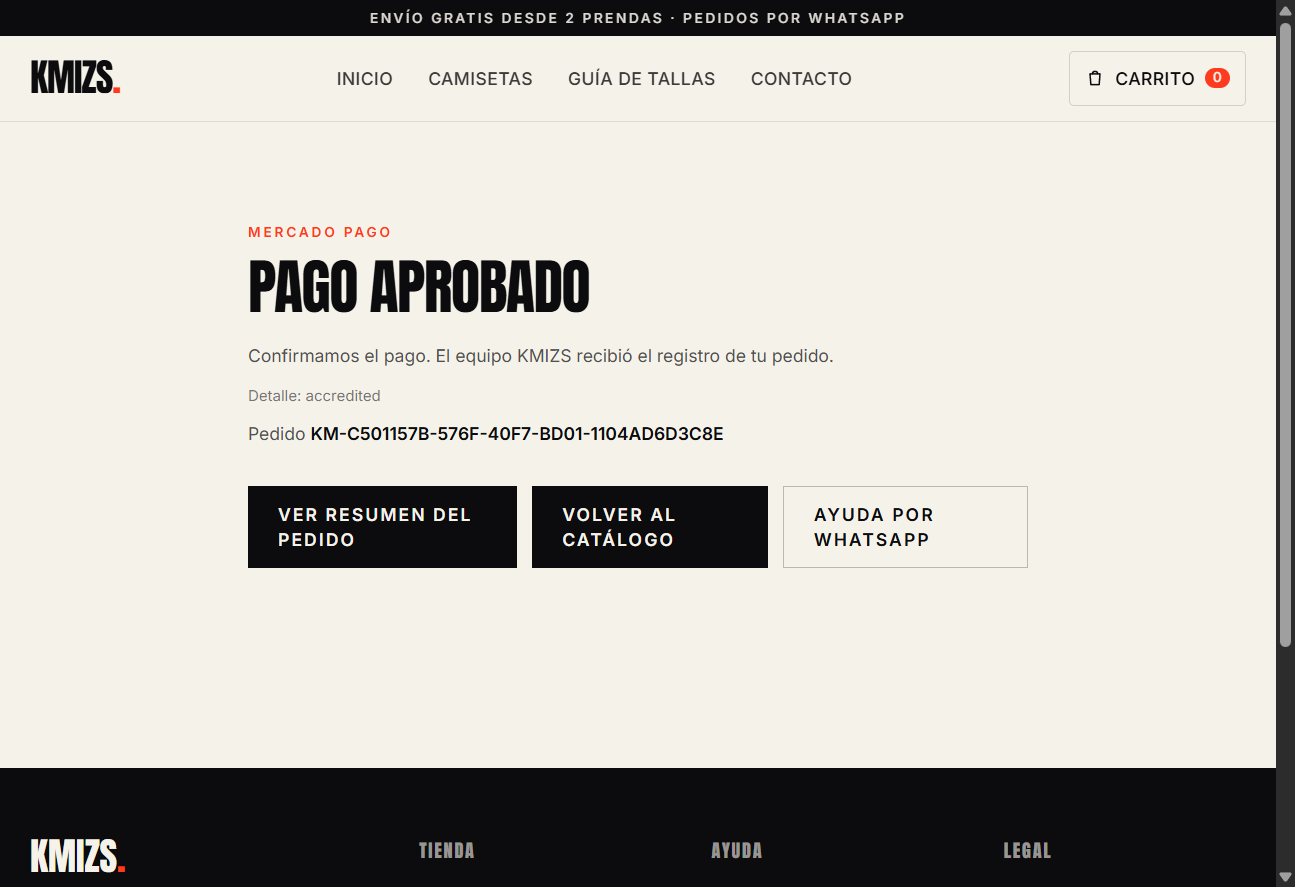 ENVÍO GRATIS DESDE 2 PRENDAS · PEDIDOS POR WHATSAPP
KMIZS.
INICIO
CAMISETAS
GUÍA DE TALLAS
CONTACTO
CARRITO 0
MERCADO PAGO
PAGO APROBADO
Confirmamos el pago. El equipo KMIZS recibió el registro de tu pedido.
Detalle: accredited
Pedido KM-C501157B-576F-40F7-BD01-1104AD6D3C8E
VER RESUMEN DEL
PEDIDO
VOLVER AL
CATÁLOGO
AYUDA POR
WHATSAPP
KMIZS.
TIENDA
AYUDA
LEGAL